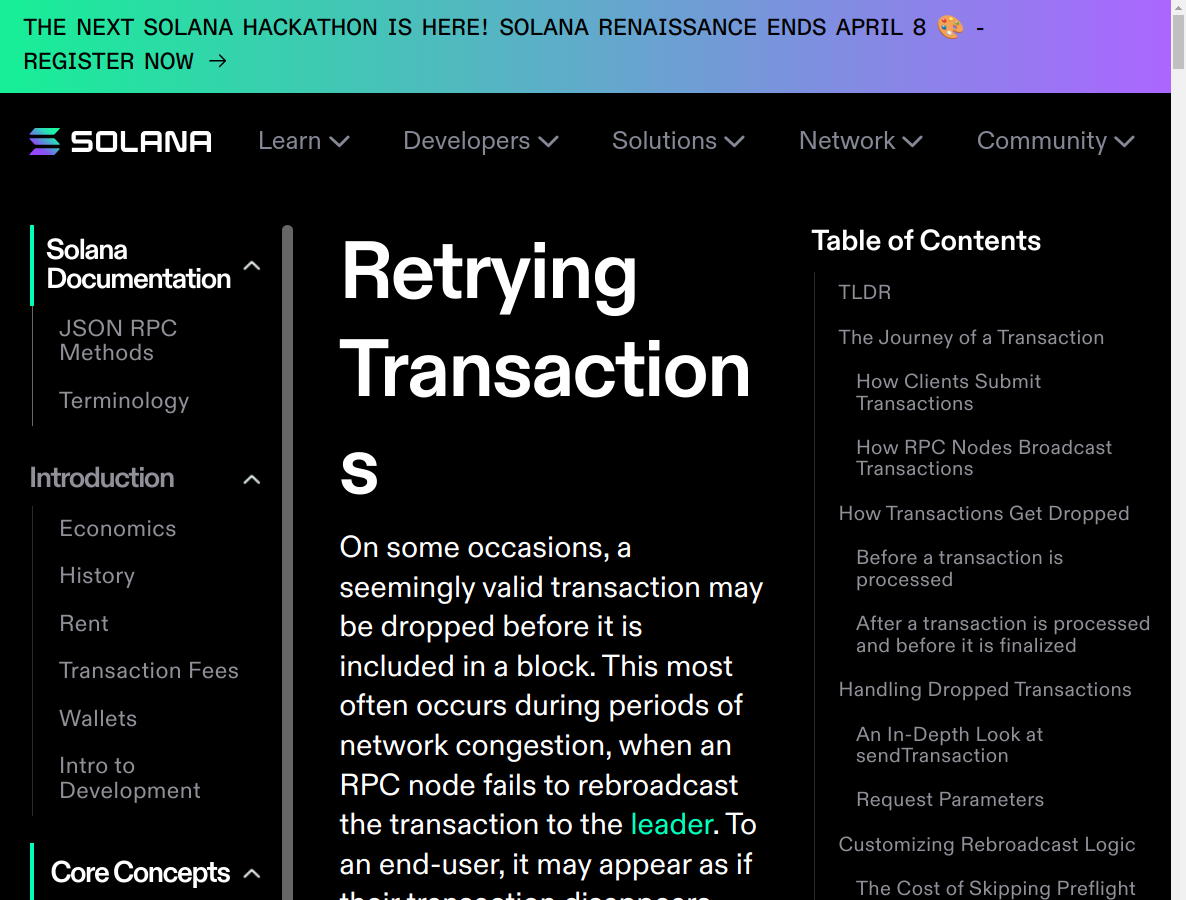 THE NEXT SOLANA HACKATHON IS HERE! SOLANA RENAISSANCE ENDS APRIL 8 🎨 -
REGISTER NOW →
SOLANA
Learn
Developers
Solutions
Network
Community
Solana
Documentation
JSON RPC
Methods
Terminology
Introduction
Economics
History
Rent
Transaction Fees
Wallets
Intro to
Development
Core Concepts
Retrying
Transaction
s
On some occasions, a
seemingly valid transaction may
be dropped before it is
included in a block. This most
often occurs during periods of
network congestion, when an
RPC node fails to rebroadcast
the transaction to the leader. To
an end-user, it may appear as if
their transaction disappears
Table of Contents
TLDR
The Journey of a Transaction
How Clients Submit
Transactions
How RPC Nodes Broadcast
Transactions
How Transactions Get Dropped
Before a transaction is
processed
After a transaction is processed
and before it is finalized
Handling Dropped Transactions
An In-Depth Look at
sendTransaction
Request Parameters
Customizing Rebroadcast Logic
The Cost of Skipping Preflight